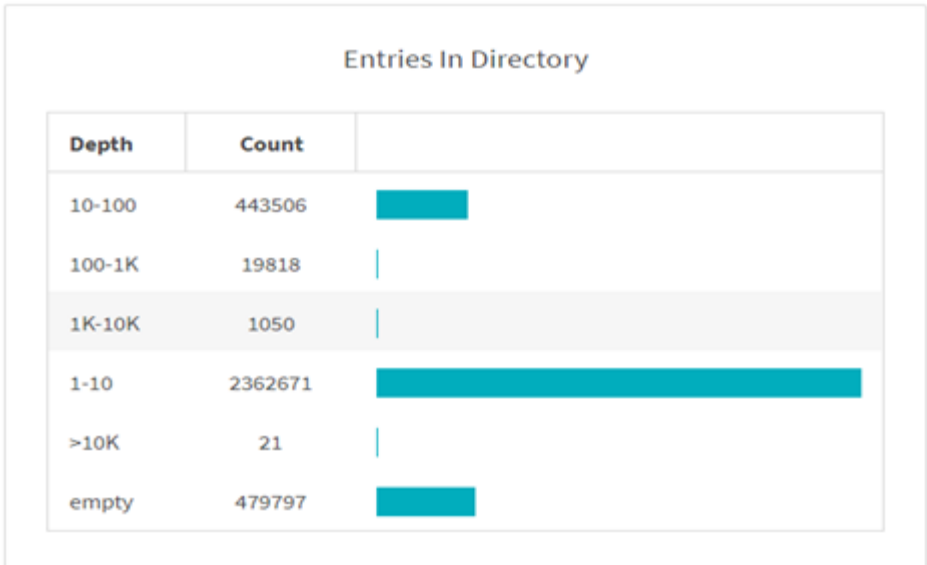 Entries In Directory
Depth Count
10-100 443506
100-1K 19818
1K-10K 1050
1-10 2362671
>10K 21
empty 479797